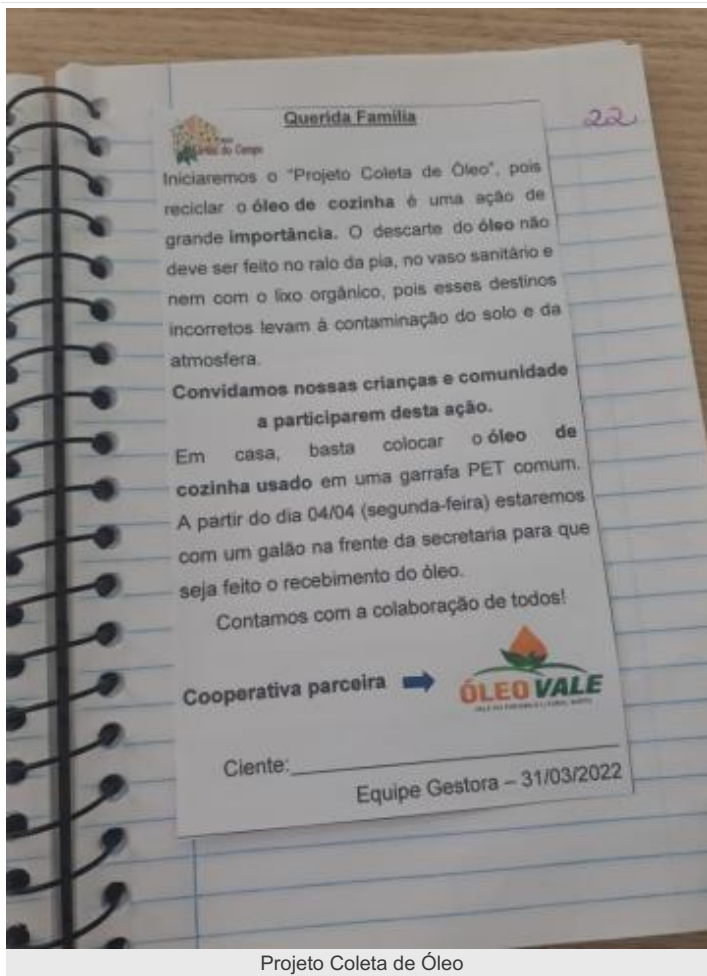 22
Querida Família
do Campo
Iniciaremos o "Projeto Coleta de Óleo", pois
reciclar o óleo de cozinha é uma ação de
grande importância. O descarte do óleo não
deve ser feito no ralo da pia, no vaso sanitário e
nem com o lixo orgânico, pois esses destinos
incorretos levam à contaminação do solo e da
atmosfera.
Convidamos nossas crianças e comunidade
a participarem desta ação.
Em casa, basta colocar o óleo de
cozinha usado em uma garrafa PET comum.
A partir do dia 04/04 (segunda-feira) estaremos
com um galão na frente da secretaria para que
seja feito o recebimento do óleo.
Contamos com a colaboração de todos!
Cooperativa parceira
ÓLEO VALE
Ciente:
Equipe Gestora – 31/03/2022
Projeto Coleta de Óleo